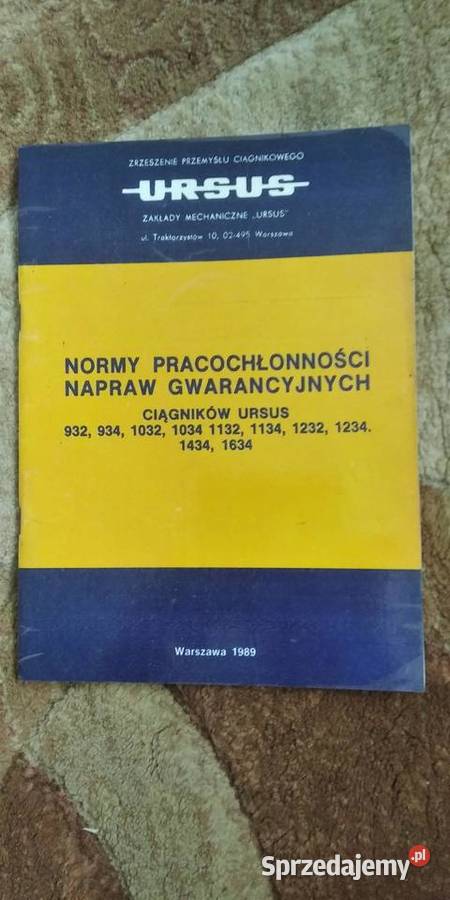 ZRZESZENIE PRZEMYSŁU CIĄGNIKOWEGO
URSUS
ZAKŁADY MECHANICZNE „URSUS"
ul. Traktorzystów 10, 02-495 Warszawa
NORMY PRACOCHŁONNOŚCI
NAPRAW GWARANCYJNYCH
CIĄGNIKÓW URSUS
932, 934, 1032, 1034 1132, 1134, 1232, 1234.
1434, 1634
Warszawa 1989
Sprzedajemy.pl